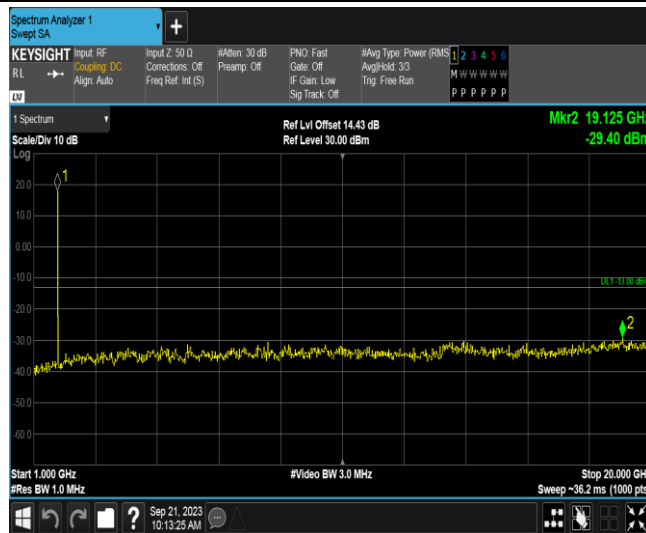 Spectrum Analyzer 1
Swept SA
+
KEYSIGHT
RL
LXI
Input: RF
Coupling: DC
Align: Auto
Input Z: 50 Ω
Corrections: Off
Freq Ref: Int (S)
#Atten: 30 dB
Preamp: Off
PNO: Fast
Gate: Off
IF Gain: Low
Sig Track: Off
#Avg Type: Power (RMS
Avg|Hold: 3/3
Trig: Free Run
1 2 3 4 5 6
M W W W W W
P P P P P P
1 Spectrum
Scale/Div 10 dB
Ref Lvl Offset 14.43 dB
Ref Level 30.00 dBm
Mkr2 19.125 GHz
-29.40 dBm
Log
1
20.0
10.0
0.00
-10.0
DL1 -13.00 dBm
-20.0
2
-30.0
-40.0
-50.0
-60.0
Start 1.000 GHz
#Video BW 3.0 MHz
Stop 20.000 GHz
#Res BW 1.0 MHz
Sweep ~36.2 ms (1000 pts
?
Sep 21, 2023
10:13:25 AM